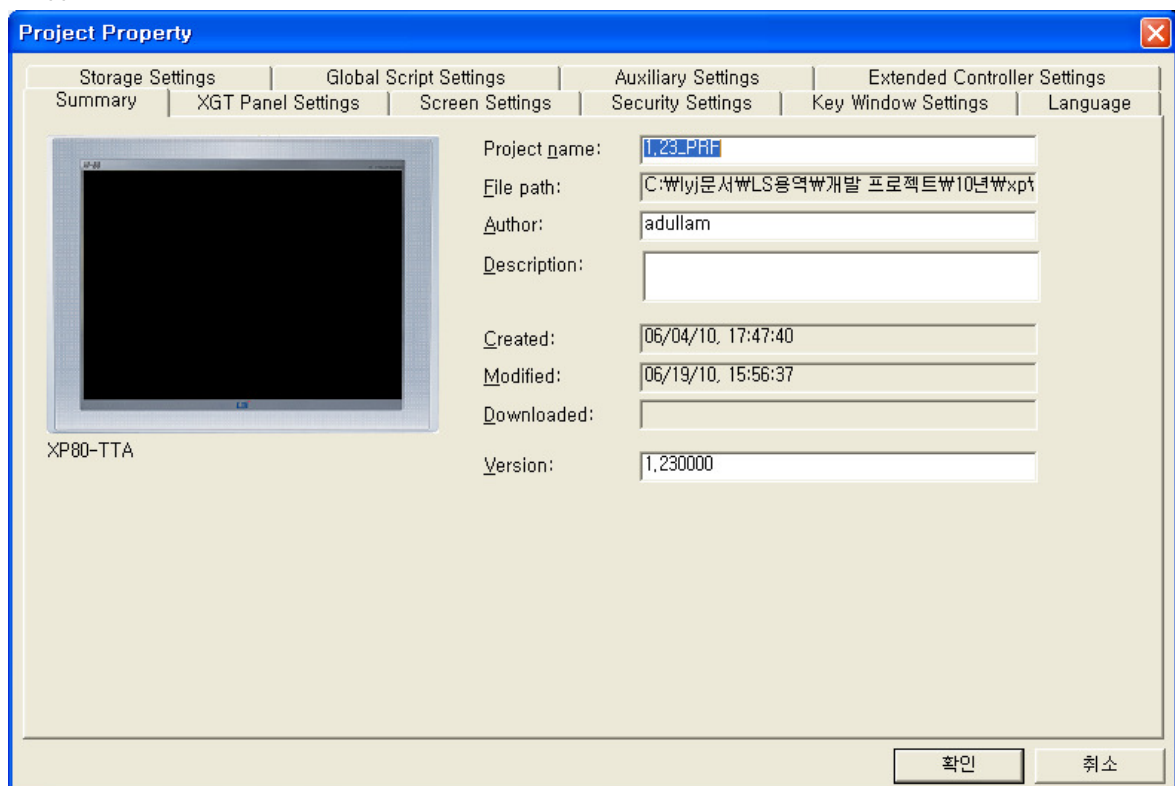 Project Property
Storage Settings Global Script Settings Auxiliary Settings Extended Controller Settings
Summary XGT Panel Settings Screen Settings Security Settings Key Window Settings Language
Project name: 1,23_PRF
File path: C:₩lyj문서₩LS용역₩개발 프로젝트₩10년₩xp
Author: adullam
Description:
Created: 06/04/10, 17:47:40
Modified: 06/19/10, 15:56:37
Downloaded:
XP80-TTA
Version: 1,230000
LS
확인 취소